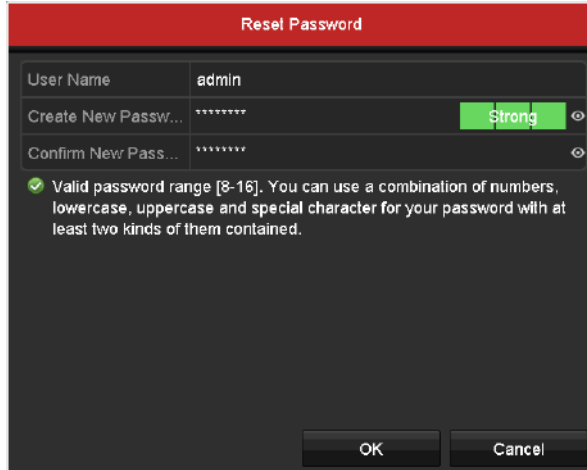 Reset Password
User Name admin
Create New Passw... ******** Strong
Confirm New Pass... ********
Valid password range [8-16]. You can use a combination of numbers,
lowercase, uppercase and special character for your password with at
least two kinds of them contained.
OK Cancel